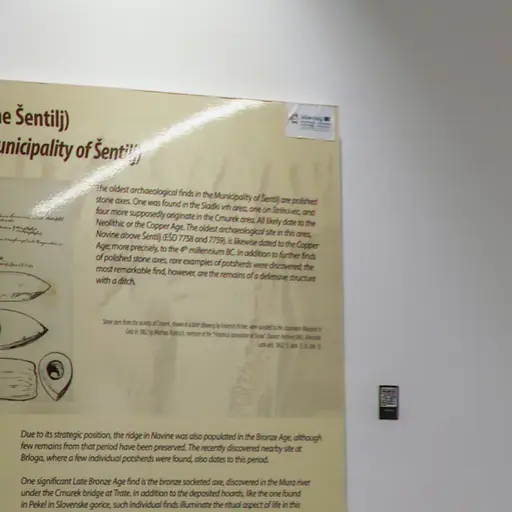 ne Šentilj)
unicipality of Šentilj)
The oldest archaeological finds in the Municipality of Šentilj are polished
stone axes. One was found in the Sladki vrh area, one on Šentiljvec, and
four more supposedly originate in the Cmurek area. All likely date to the
Neolithic or the Copper Age. The oldest archaeological site in this area,
Novine above Šentilj (EŠD 7758 and 7759), is likewise dated to the Copper
Age; more precisely, to the 4th millennium BC. In addition to further finds
of polished stone axes, rare examples of potsherds were discovered; the
most remarkable find, however, are the remains of a defensive structure
with a ditch.
Due to its strategic position, the ridge in Novine was also populated in the Bronze Age, although
few remains from that period have been preserved. The recently discovered nearby site at
Brloga, where a few individual potsherds were found, also dates to this period.
One significant Late Bronze Age find is the bronze socketed axe, discovered in the Mura river
under the Cmurek bridge at Trate. In addition to the deposited hoards, like the one found
in Pekel in Slovenske gorice, such individual finds illuminate the ritual aspect of life in this